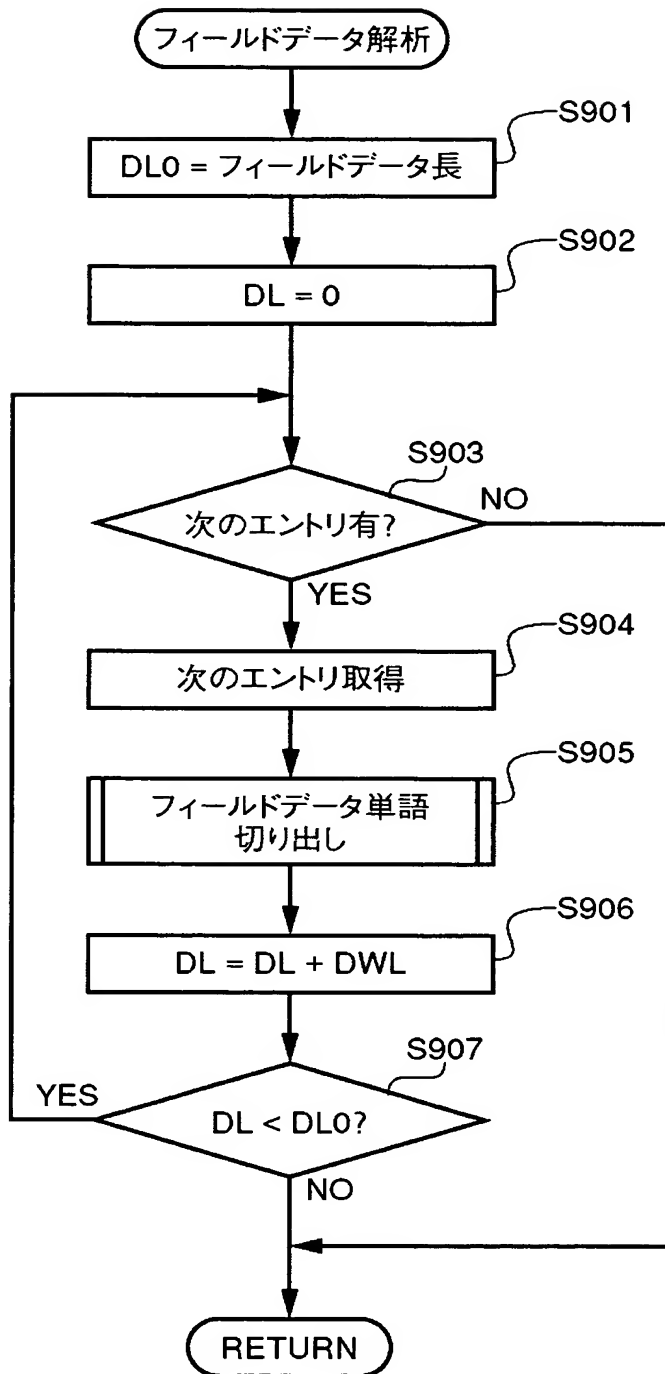 フィールドデータ解析
S901
DL0 = フィールドデータ長
S902
DL = 0
S903
次のエントリ有?
NO
YES
S904
次のエントリ取得
S905
フィールドデータ単語
切り出し
S906
DL = DL + DWL
S907
YES
DL < DL0?
NO
RETURN